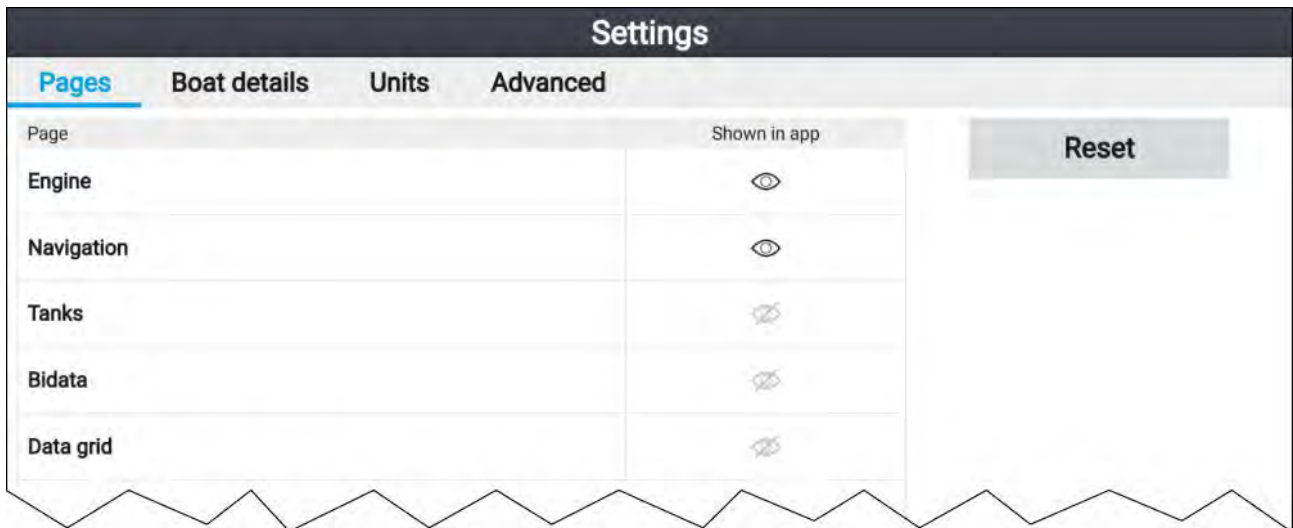 Settings
Pages Boat details Units Advanced
Page Shown in app
Reset
Engine
Navigation
Tanks
Bidata
Data grid